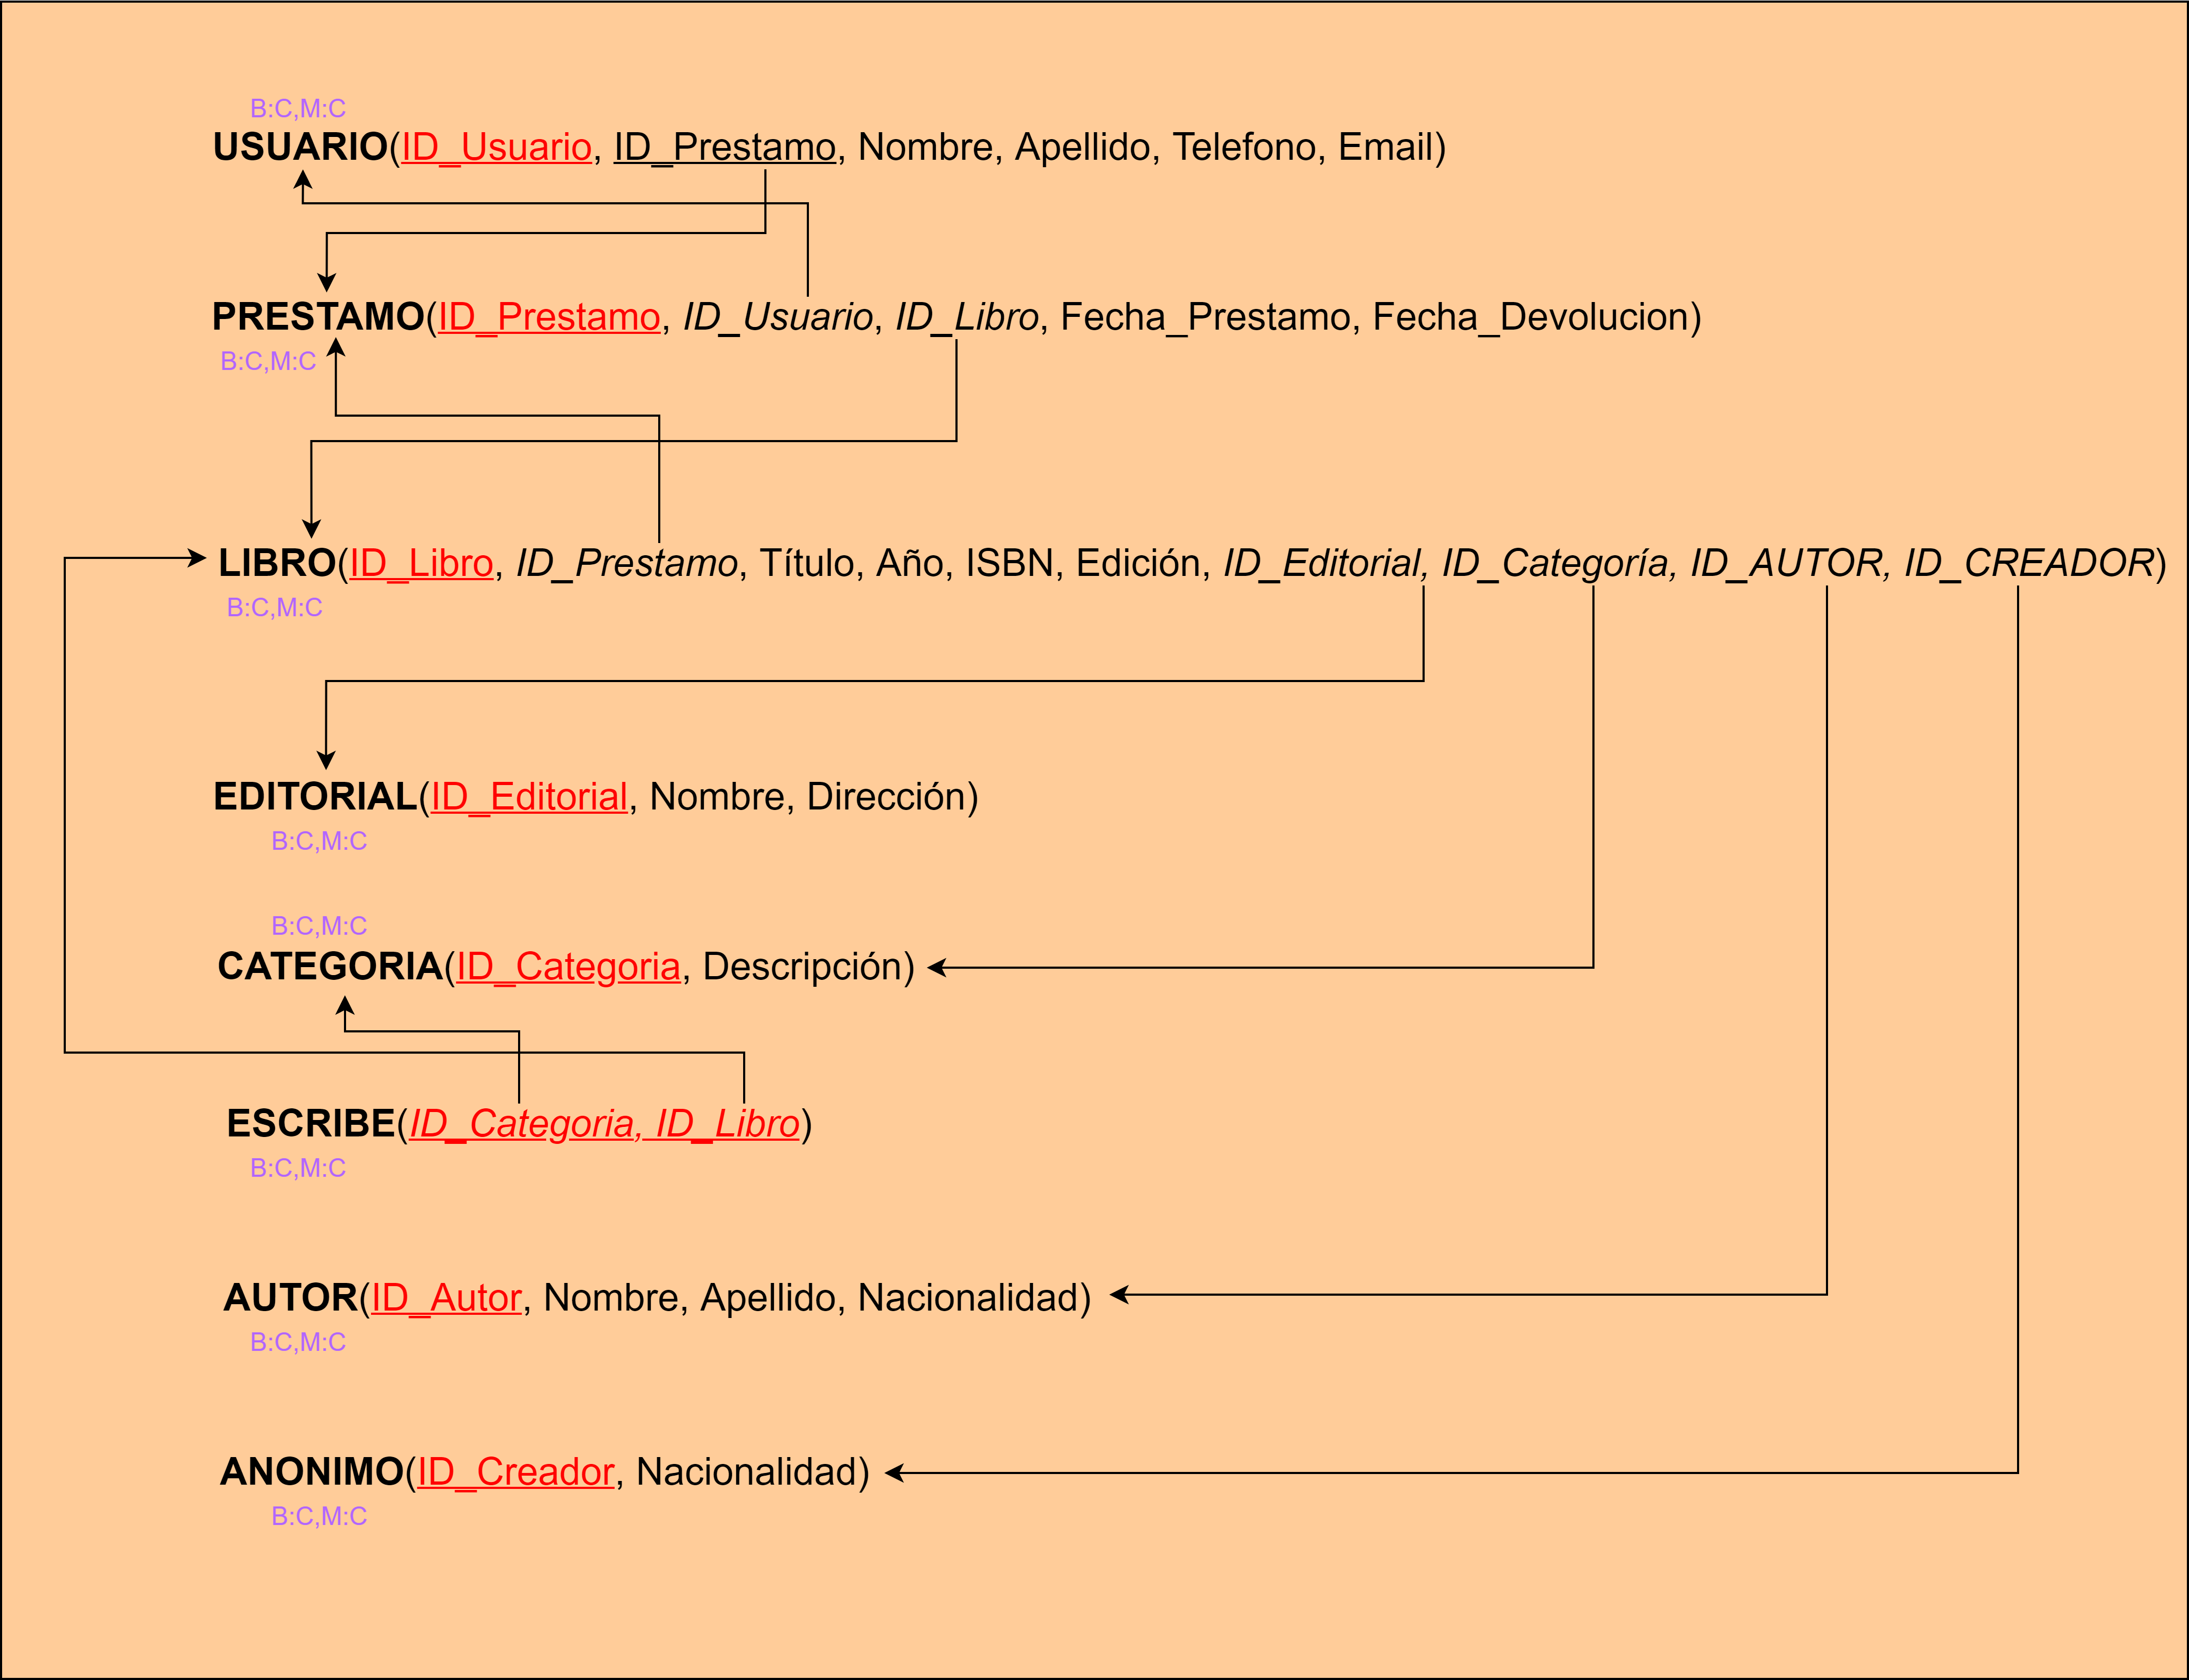 B:C,M:C
USUARIO(ID_Usuario, ID_Prestamo, Nombre, Apellido, Telefono, Email)
PRESTAMO(ID_Prestamo, ID_Usuario, ID_Libro, Fecha_Prestamo, Fecha_Devolucion)
B:C,M:C
LIBRO(ID_Libro, ID_Prestamo, Título, Año, ISBN, Edición, ID_Editorial, ID_Categoría, ID_AUTOR, ID_CREADOR)
B:C,M:C
EDITORIAL(ID_Editorial, Nombre, Dirección)
B:C,M:C
B:C,M:C
CATEGORIA(ID_Categoria, Descripción)
ESCRIBE(ID_Categoria, ID_Libro)
B:C,M:C
AUTOR(ID_Autor, Nombre, Apellido, Nacionalidad)
B:C,M:C
ANONIMO(ID_Creador, Nacionalidad)
B:C,M:C